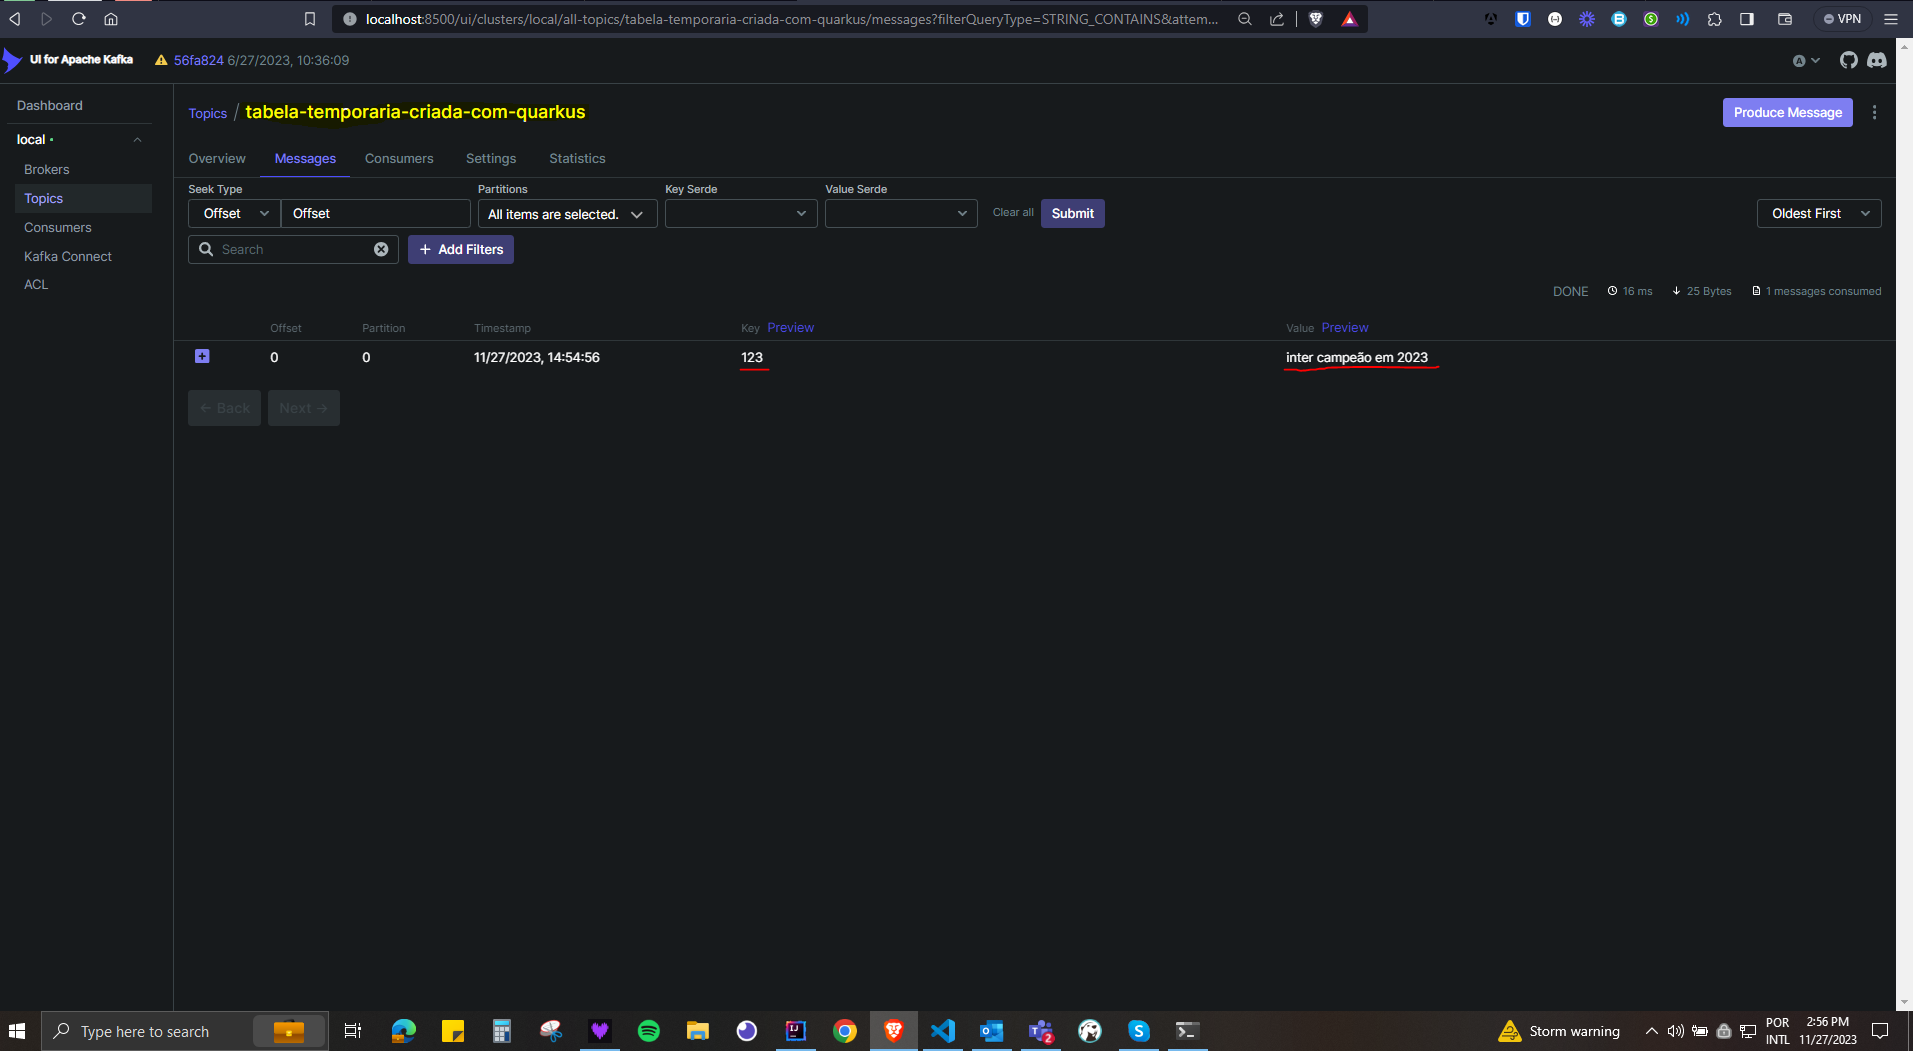 localhost:8500/ui/clusters/local/all-topics/tabela-temporaria-criada-com-quarkus/messages?filterQueryType=STRING_CONTAINS&attem...
VPN
UI for Apache Kafka
56fa824 6/27/2023, 10:36:09
A
Dashboard
local
Brokers
Topics
Consumers
Kafka Connect
ACL
Topics / tabela-temporaria-criada-com-quarkus
Produce Message
Overview Messages Consumers Settings Statistics
Seek Type Partitions Key Serde Value Serde
Offset Offset All items are selected. Clear all Submit Oldest First
Search + Add Filters
DONE 16 ms 25 Bytes 1 messages consumed
Offset Partition Timestamp Key Preview Value Preview
0 0 11/27/2023, 14:54:56 123 inter campeão em 2023
← Back Next →
Type here to search
IJ
2
S
Storm warning
POR
INTL
2:56 PM
11/27/2023